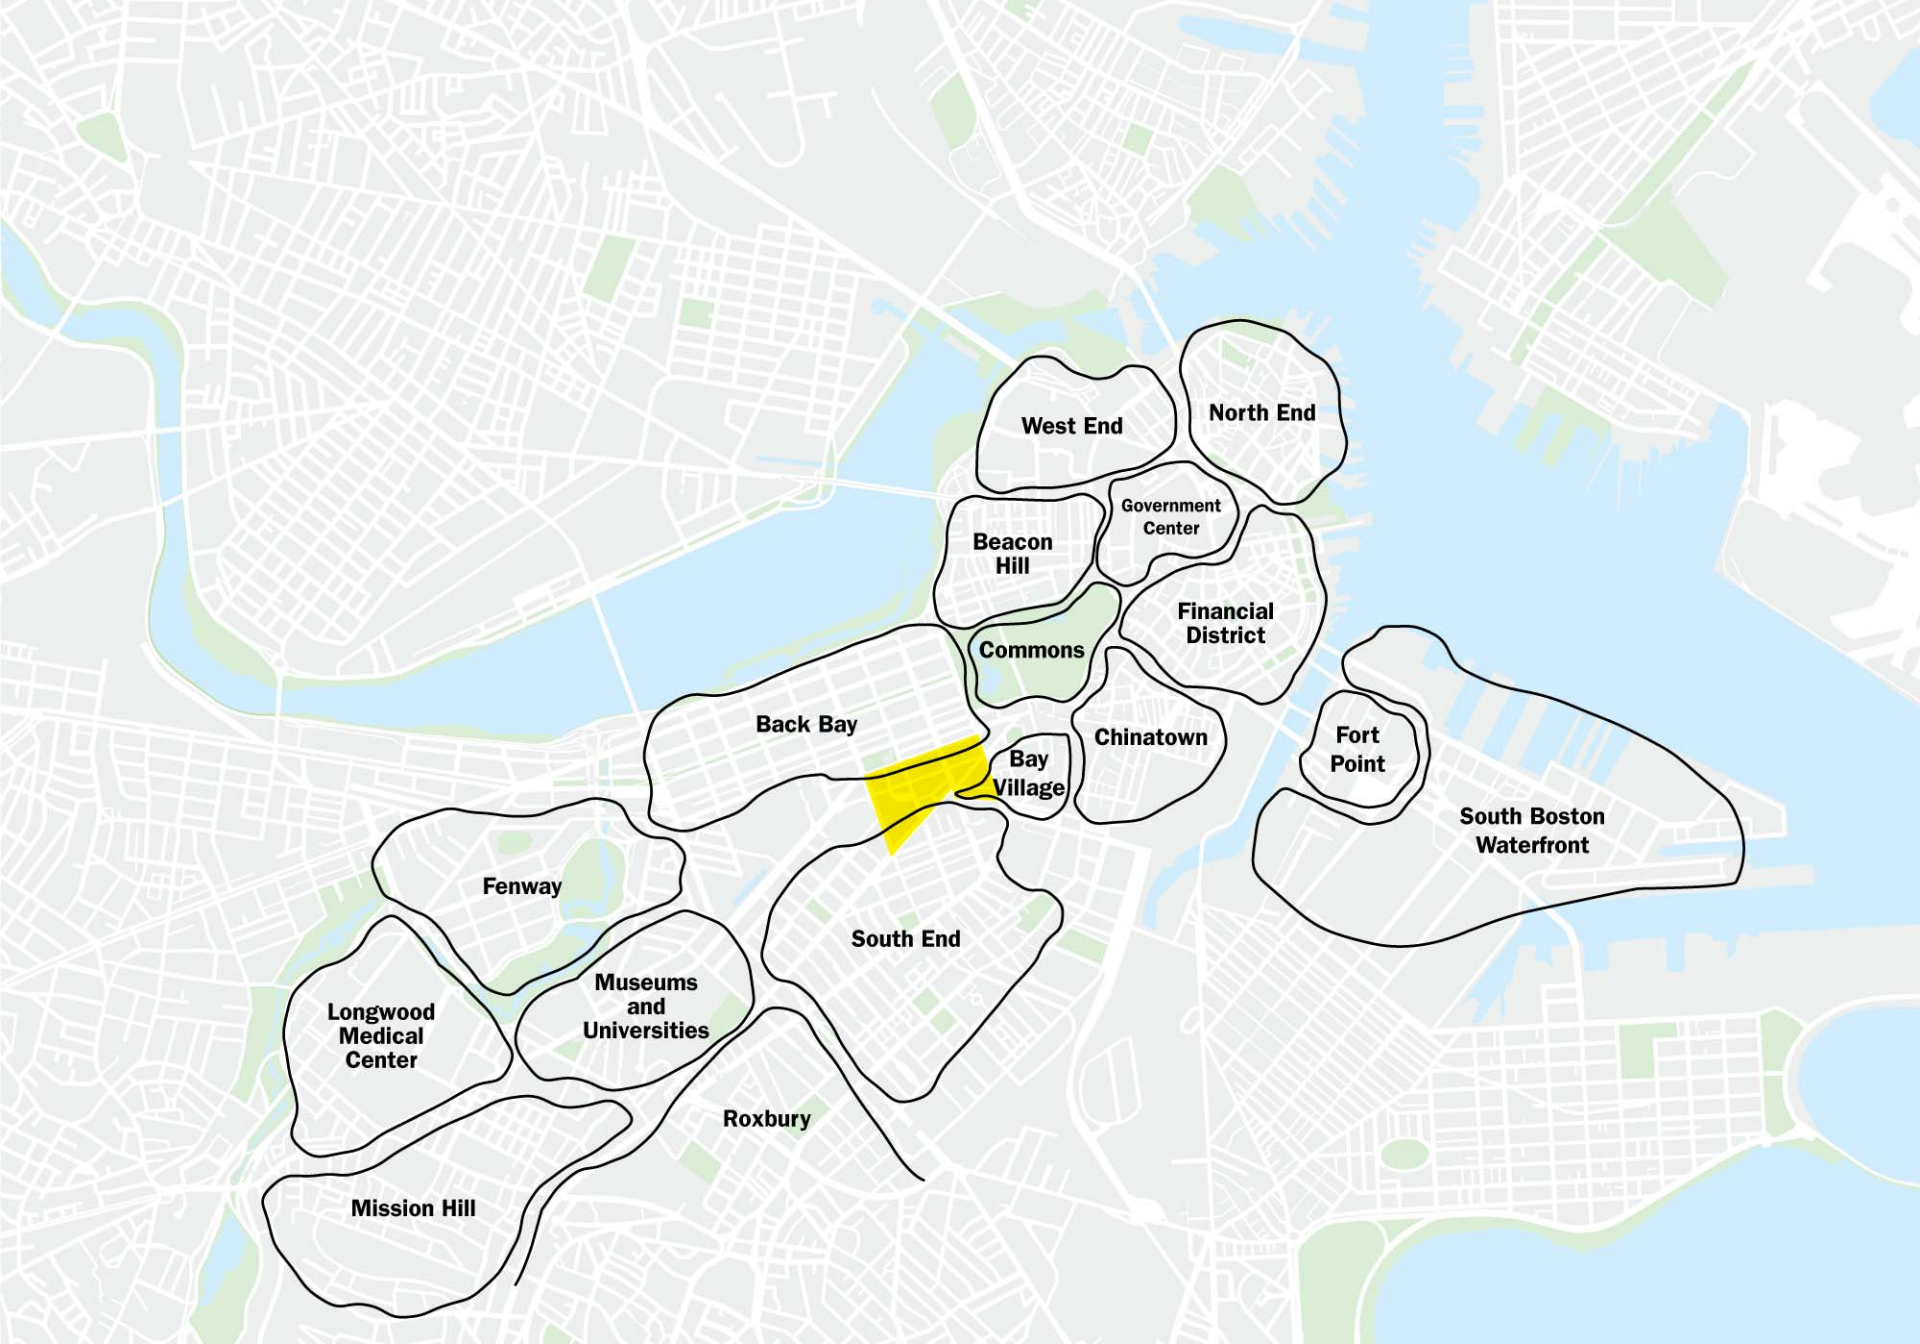 West End
North End
Government
Center
Beacon
Hill
Financial
District
Commons
Back Bay
Chinatown
Bay
Village
Fort
Point
South Boston
Waterfront
Fenway
South End
Museums
and
Universities
Longwood
Medical
Center
Roxbury
Mission Hill